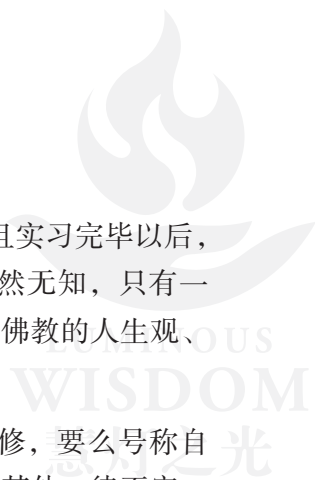 且实习完毕以后，
然无知，只有一
佛教的人生观、
LUMINOUS
WISDOM
修，要么号称自
慧灯之光